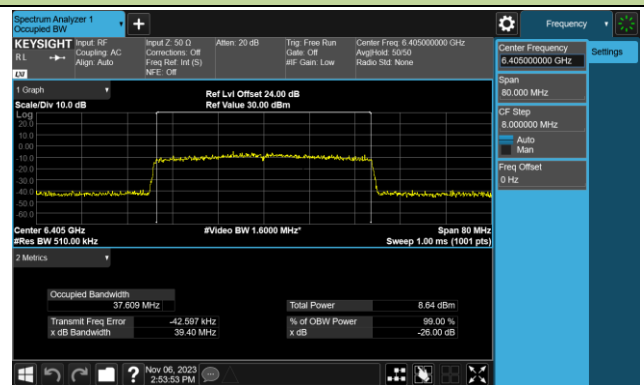 Spectrum Analyzer 1
Occupied BW
+
Frequency
KEYSIGHT
RL
LXI
Input: RF
Coupling: AC
Align: Auto
Input Z: 50 Ω
Corrections: Off
Freq Ref: Int (S)
NFE: Off
Atten: 20 dB
Trig: Free Run
Gate: Off
#IF Gain: Low
Center Freq: 6.405000000 GHz
Avg|Hold: 50/50
Radio Std: None
Center Frequency
6.405000000 GHz
Settings
Span
80.000 MHz
CF Step
8.000000 MHz
Auto
Man
Freq Offset
0 Hz
1 Graph
Scale/Div 10.0 dB
Ref Lvl Offset 24.00 dB
Ref Value 30.00 dBm
Log
20.0
10.0
0.00
-10.0
-20.0
-30.0
-40.0
-50.0
-60.0
Center 6.405 GHz
#Video BW 1.6000 MHz*
Span 80 MHz
#Res BW 510.00 kHz
Sweep 1.00 ms (1001 pts)
2 Metrics
Occupied Bandwidth
37.609 MHz
Total Power 8.64 dBm
Transmit Freq Error -42.597 kHz
% of OBW Power 99.00 %
x dB Bandwidth 39.40 MHz
x dB -26.00 dB
?
Nov 06, 2023
2:53:53 PM